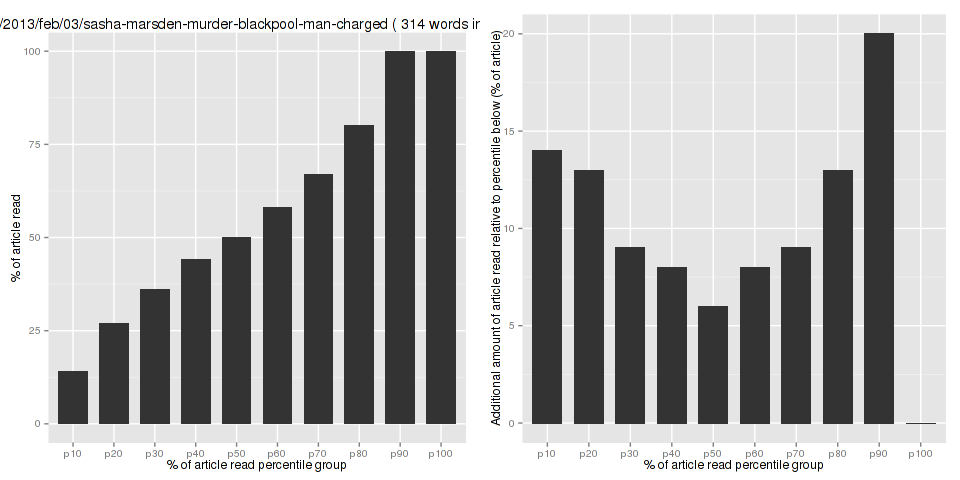 /2013/feb/03/sasha-marsden-murder-blackpool-man-charged ( 314 words ir
% of article read
100
75
50
25
0
p10 p20 p30 p40 p50 p60 p70 p80 p90 p100
% of article read percentile group
Additional amount of article read relative to percentile below (% of article)
20
15
10
5
0
p10 p20 p30 p40 p50 p60 p70 p80 p90 p100
% of article read percentile group